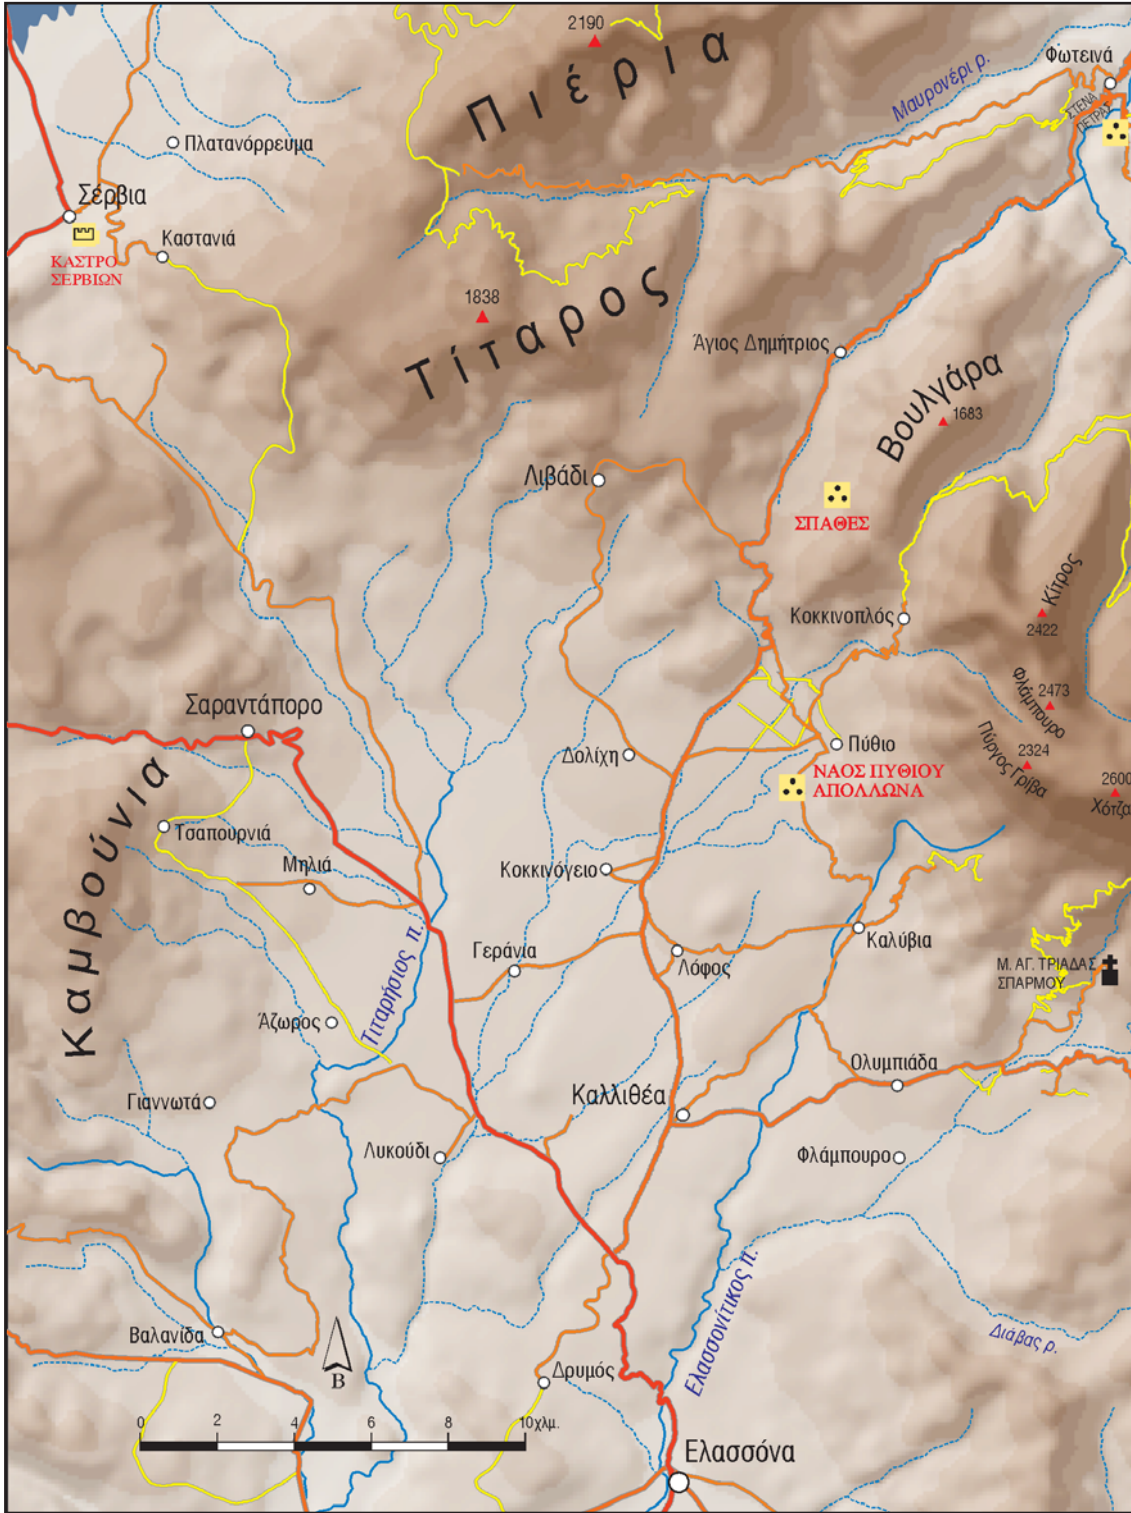 2190
Πιέρια
Μαυρονέρι ρ.
Φωτεινά
ΣΤΕΝΑ
ΠΕΤΡΑΣ
Πλατανόρρευμα
Σέρβια
Καστανιά
ΚΑΣΤΡΟ
ΣΕΡΒΙΩΝ
1838
Τίταρος
Άγιος Δημήτριος
Βουλγάρα
1683
Λιβάδι
ΣΠΑΘΕΣ
Κίτρος
2422
Κοκκινοπλός
Φλάμπουρο
2473
Σαραντάπορο
Δολίχη
Πύθιο
Πύργος Γρίβα
2324
ΝΑΟΣ ΠΥΘΙΟΥ
ΑΠΟΛΛΩΝΑ
2600
Χότζα
Καμβούνια
Τσαπουρνιά
Μηλιά
Κοκκινόγειο
Τιταρήσιος π.
Γεράνια
Λόφος
Καλύβια
Μ. ΑΓ. ΤΡΙΑΔΑΣ
ΣΠΑΡΜΟΥ
Άζωρος
Ολυμπιάδα
Γιαννωτά
Καλλιθέα
Λυκούδι
Φλάμπουρο
Ελασσονίτικος π.
Διάβας ρ.
Βαλανίδα
Β
Δρυμός
0 2 4 6 8 10χλμ.
Ελασσόνα